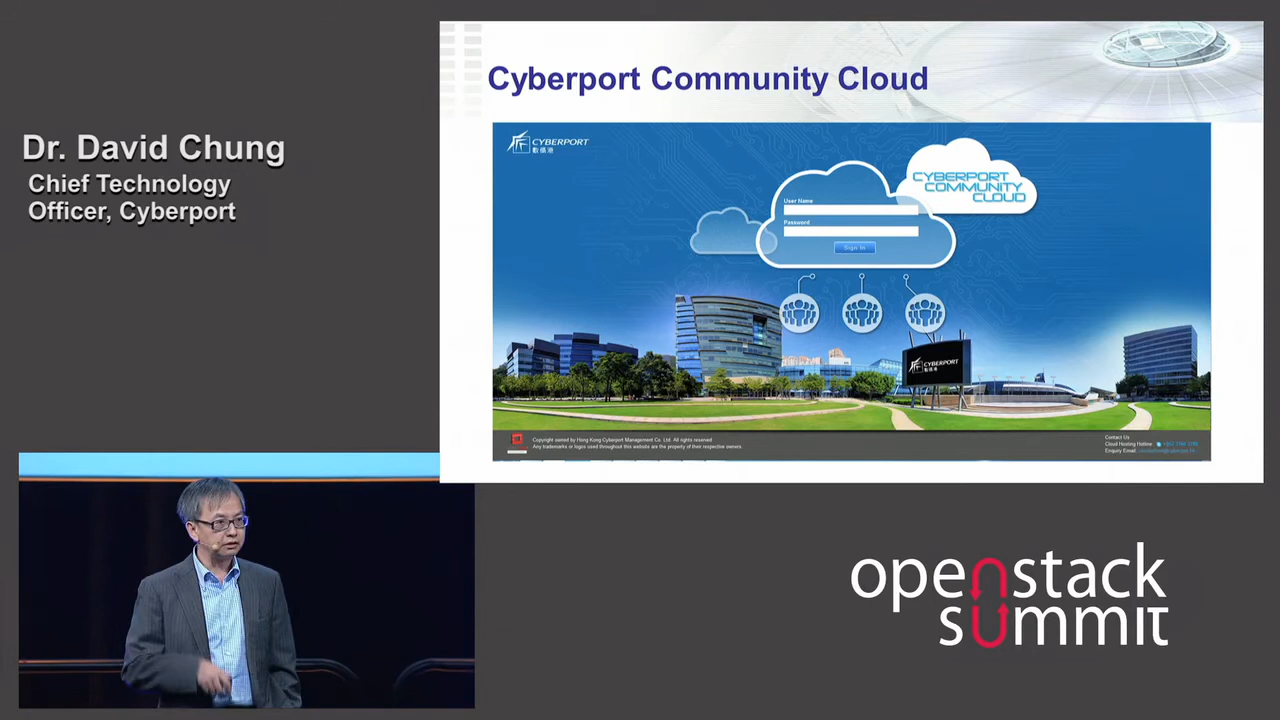 Cyberport Community Cloud
Dr. David Chung
Chief Technology
Officer, Cyberport
CYBERPORT
數碼港
CYBERPORT
COMMUNITY
CLOUD
User Name
Password
Sign In
CYBERPORT
數碼港
Copyright owned by Hong Kong Cyberport Management Co. Ltd. All rights reserved
Any trademarks or logos used throughout this website are the property of their respective owners
Contact Us
Cloud Hosting Hotline:
Enquiry Email:
openstack
summit